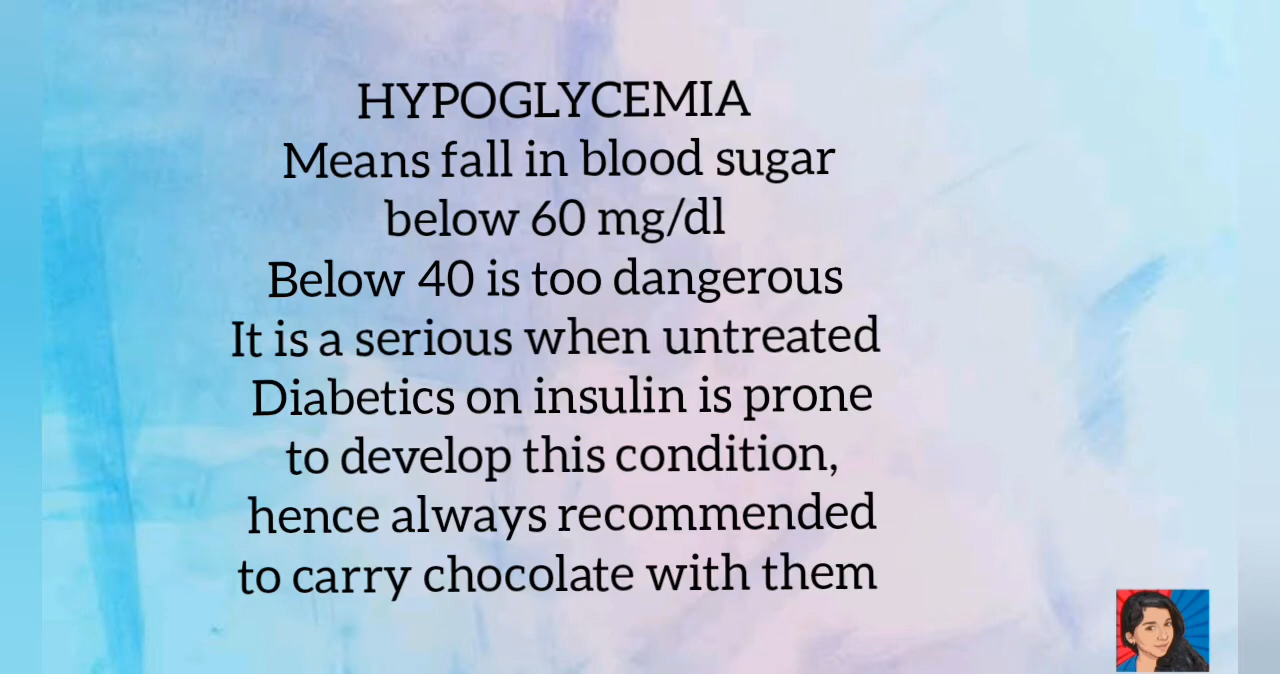 HYPOGLYCEMIA
Means fall in blood sugar
below 60 mg/dl
Below 40 is too dangerous
It is a serious when untreated
Diabetics on insulin is prone
to develop this condition,
hence always recommended
to carry chocolate with them